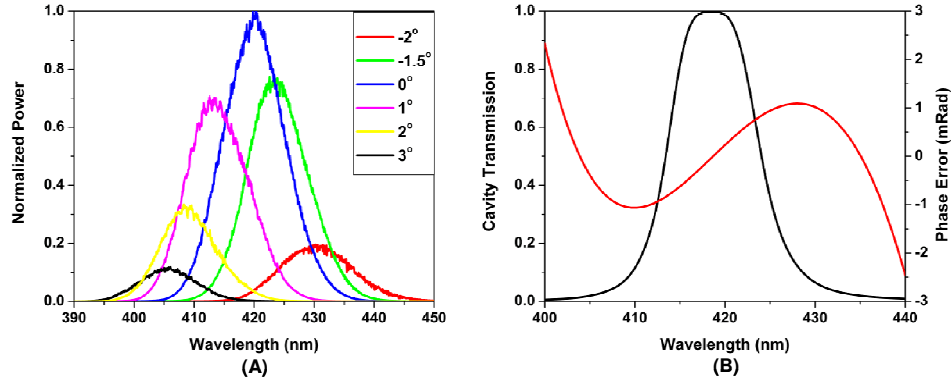 (A)
Normalized Power
1.0
0.8
0.6
0.4
0.2
0.0
-2°
-1.5°
0°
1°
2°
3°
390 400 410 420 430 440 450
Wavelength (nm)
(A)
(B)
Cavity Transmission
1.0
0.8
0.6
0.4
0.2
0.0
3
2
1
0
-1
-2
-3
Phase Error (mRad)
400 410 420 430 440
Wavelength (nm)
(B)